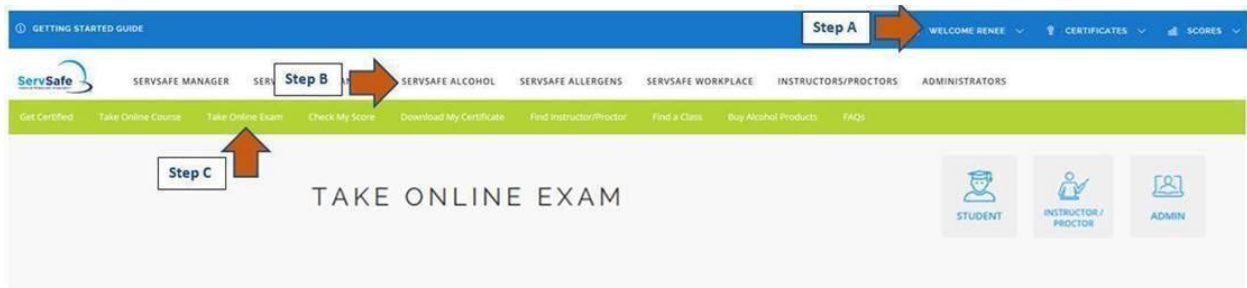 GETTING STARTED GUIDE
Step A
WELCOME RENEE
CERTIFICATES
SCORES
ServSafe
SERVSAFE MANAGER
Step B
SERVSAFE ALCOHOL
SERVSAFE ALLERGENS
SERVSAFE WORKPLACE
INSTRUCTORS/PROCTORS
ADMINISTRATORS
Get Certified
Take Online Course
Take Online Exam
Check My Score
Download My Certificate
Find Instructor/Proctor
Find a Class
Buy Alcohol Products
FAQs
Step C
TAKE ONLINE EXAM
STUDENT
INSTRUCTOR /
PROCTOR
ADMIN